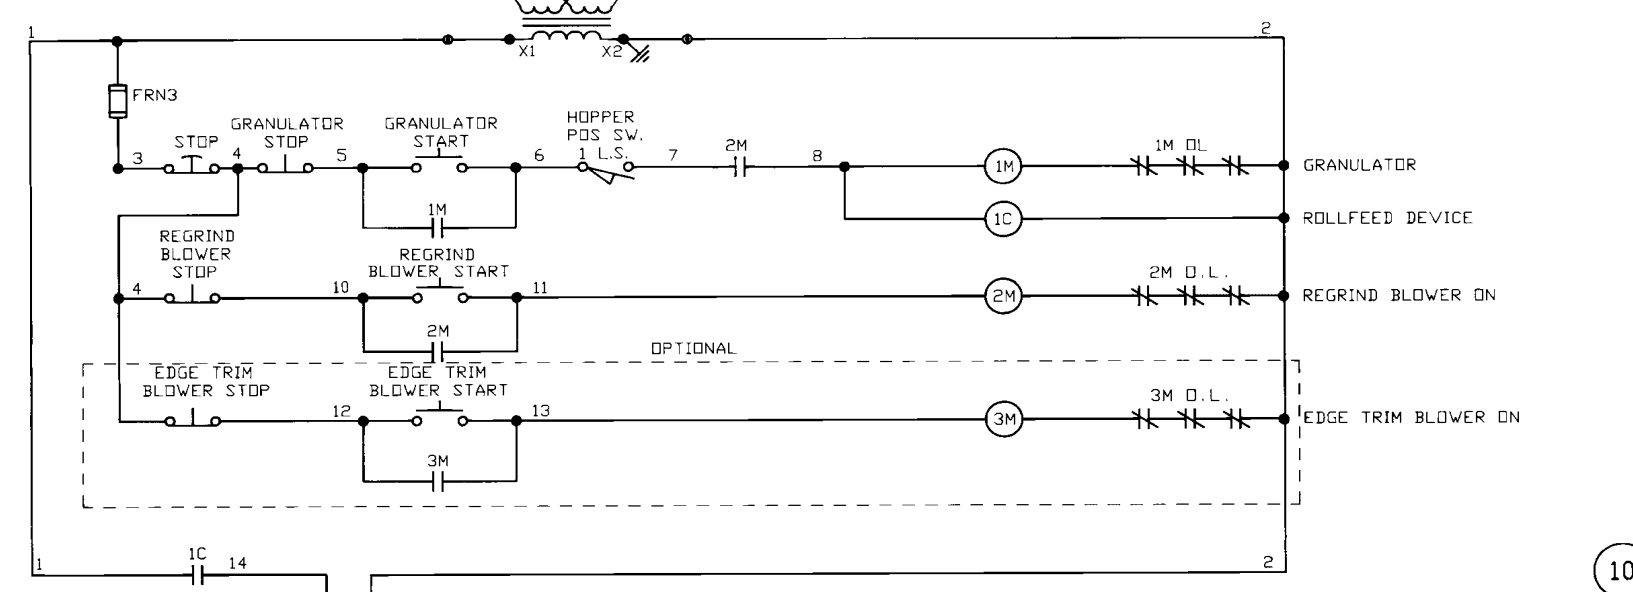 1
2
X1
X2
FRN3
STOP
GRANULATOR
STOP
GRANULATOR
START
HOPPER
POS SW.
1 L.S.
3
4
5
6
7
2M
8
1M
1M OL
GRANULATOR
1M
1C
ROLLFEED DEVICE
REGRIND
BLOWER
STOP
REGRIND
BLOWER START
4
10
11
2M
2M O.L.
REGRIND BLOWER ON
2M
OPTIONAL
EDGE TRIM
BLOWER STOP
EDGE TRIM
BLOWER START
12
13
3M
3M O.L.
EDGE TRIM BLOWER ON
3M
1
1C
14
2
10